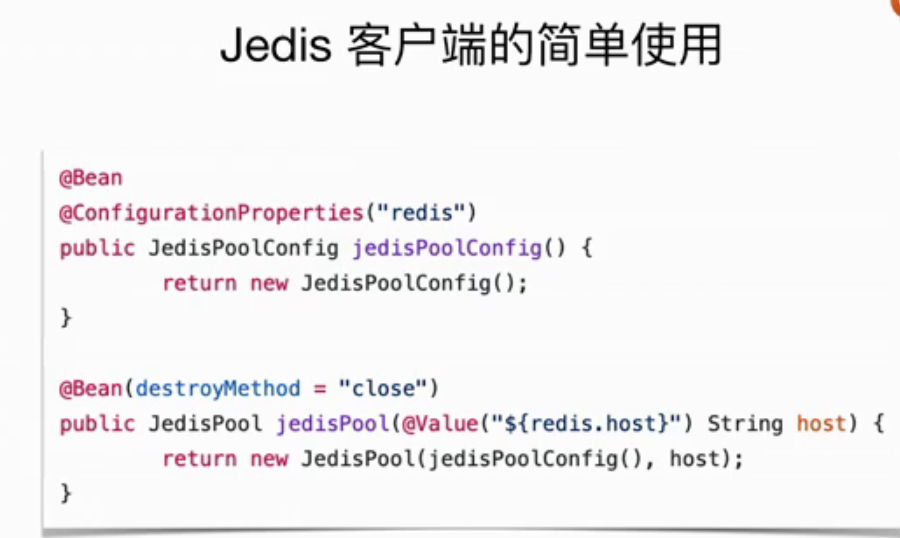 Jedis 客户端的简单使用
@Bean
@ConfigurationProperties("redis")
public JedisPoolConfig jedisPoolConfig() {
        return new JedisPoolConfig();
}
@Bean(destroyMethod = "close")
public JedisPool jedisPool(@Value("${redis.host}") String host) {
        return new JedisPool(jedisPoolConfig(), host);
}